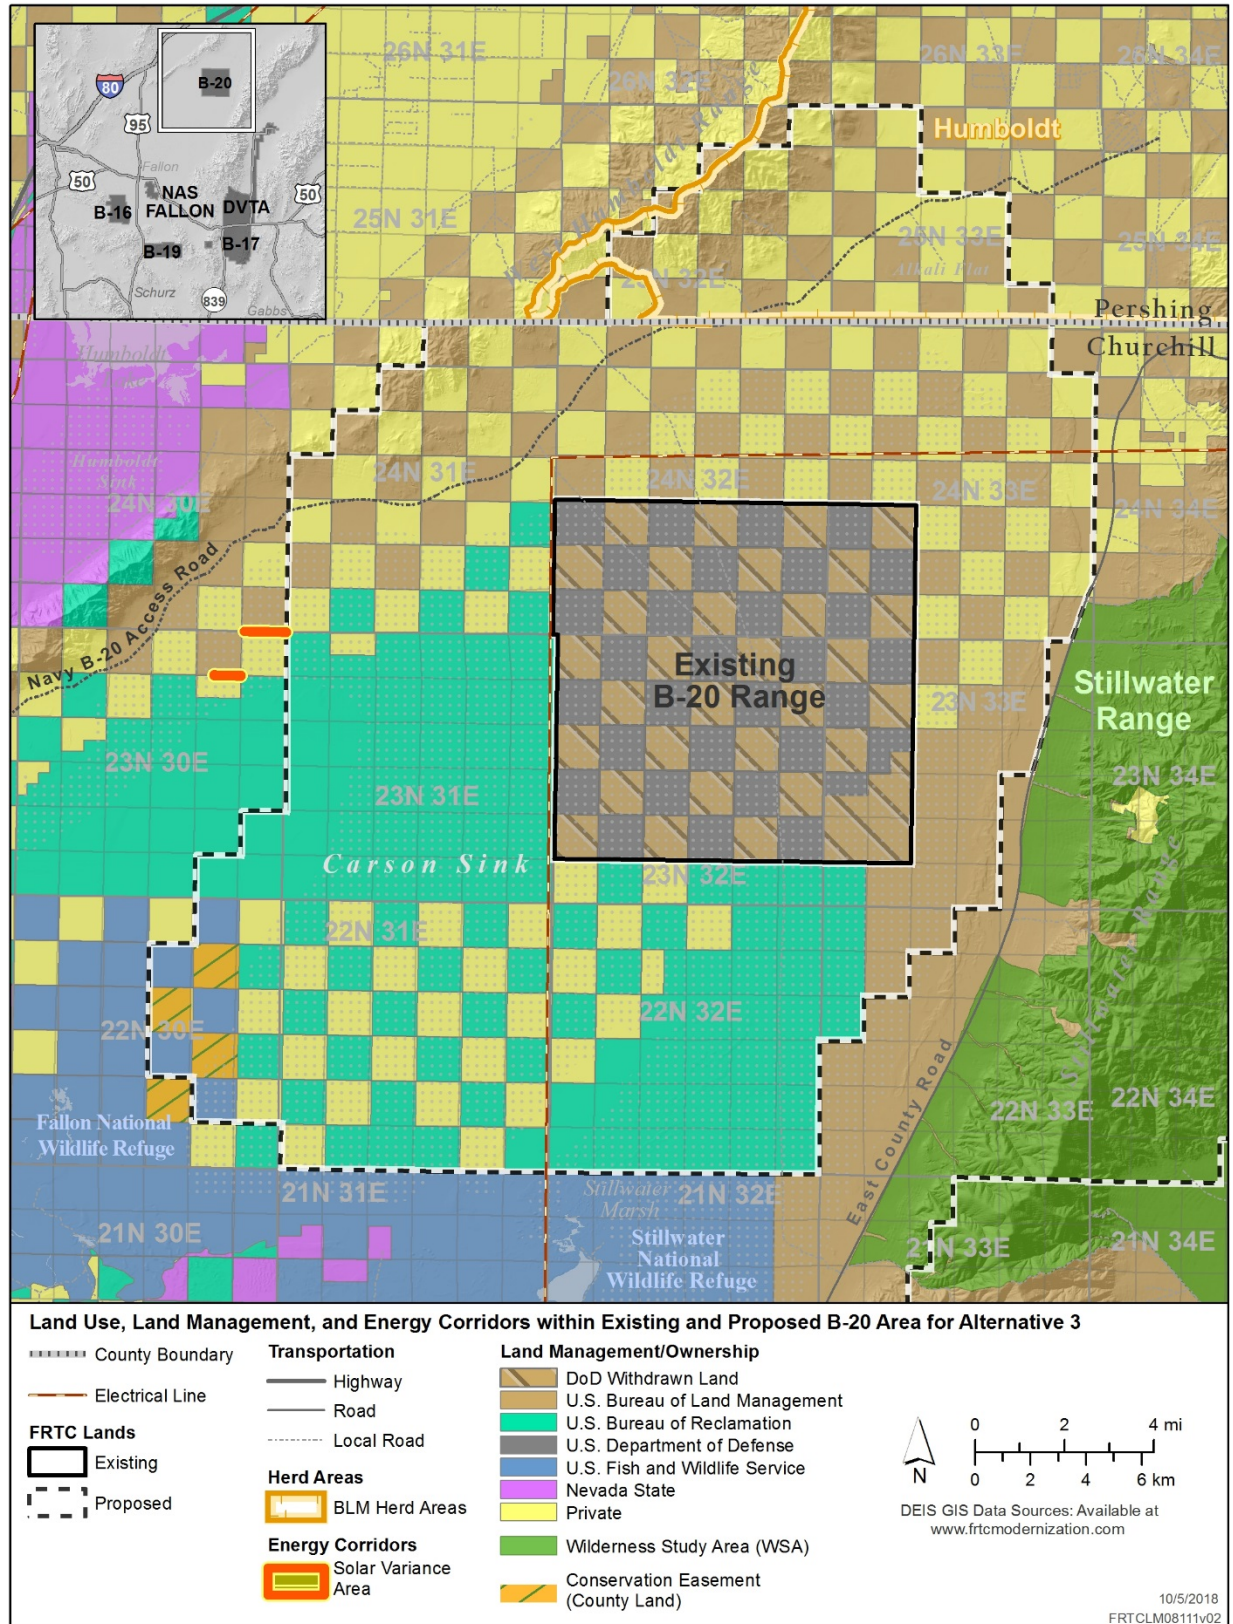 26N 31E
26N 32E
26N 33E
26N 34E
B-20
80
95
Fallon
50
NAS
FALLON
DVTA
50
B-16
B-19
B-17
Schurz
839
Gabbs
Humboldt
West Humboldt Range
25N 31E
25N 32E
25N 33E
25N 34E
Alkali Flat
Pershing
Churchill
Humboldt
Humboldt
Sink
24N 30E
24N 31E
24N 32E
24N 33E
24N 34E
Navy B-20 Access Road
Existing
B-20 Range
Stillwater
Range
23N 30E
23N 31E
23N 33E
23N 34E
Carson Sink
23N 32E
Stillwater Range
22N 31E
22N 30E
22N 32E
22N 33E
22N 34E
East County Road
Fallon National
Wildlife Refuge
21N 31E
Stillwater
Marsh
21N 32E
21N 30E
Stillwater
National
Wildlife Refuge
21N 33E
21N 34E
Land Use, Land Management, and Energy Corridors within Existing and Proposed B-20 Area for Alternative 3
County Boundary
Electrical Line
FRTC Lands
Existing
Proposed
Transportation
Highway
Road
Local Road
Herd Areas
BLM Herd Areas
Energy Corridors
Solar Variance
Area
Land Management/Ownership
DoD Withdrawn Land
U.S. Bureau of Land Management
U.S. Bureau of Reclamation
U.S. Department of Defense
U.S. Fish and Wildlife Service
Nevada State
Private
Wilderness Study Area (WSA)
Conservation Easement
(County Land)
N
0 2 4 mi
0 2 4 6 km
DEIS GIS Data Sources: Available at
www.frtcmodernization.com
10/5/2018
FRTCLM08111v02